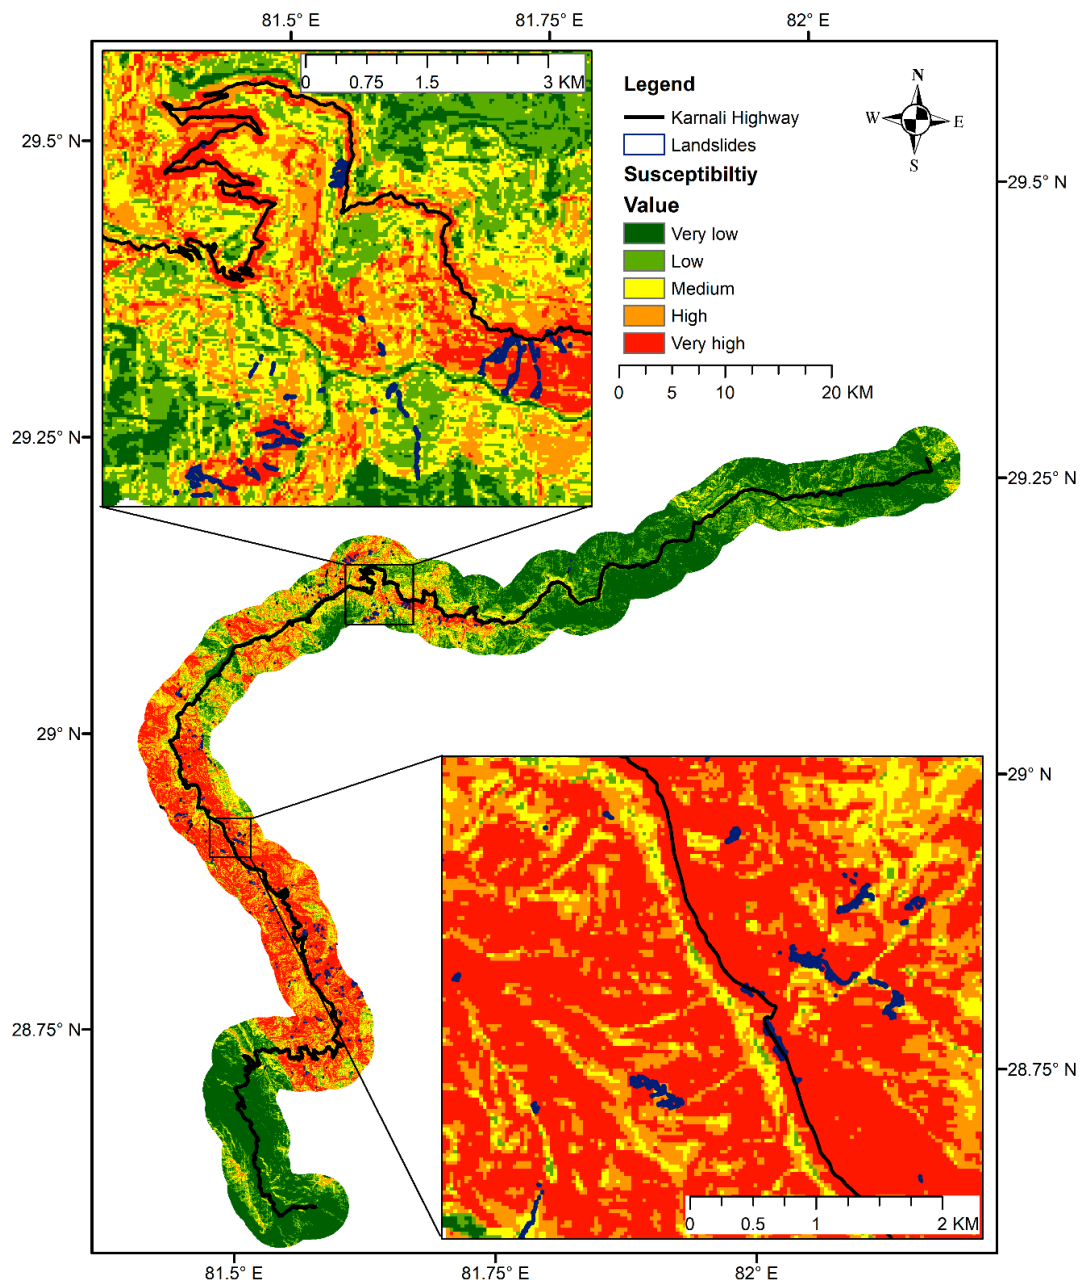 81.5° E 81.75° E 82° E
0 0.75 1.5 3 KM
Legend
Karnali Highway
Landslides
Susceptibiltiy
Value
Very low
Low
Medium
High
Very high
0 5 10 20 KM
N
W E
S
29.5° N
29.5° N
29.25° N
29.25° N
29° N
29° N
28.75° N
28.75° N
0 0.5 1 2 KM
81.5° E 81.75° E 82° E